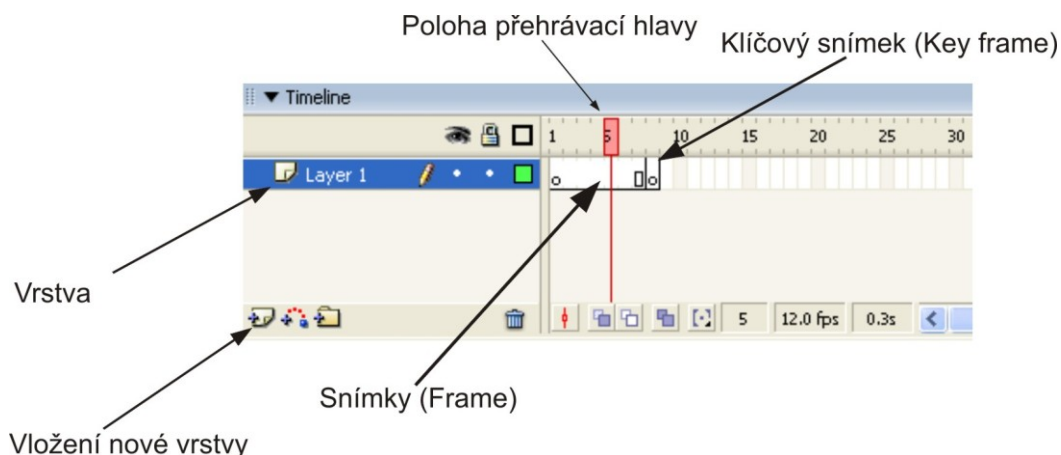 Poloha přehrávací hlavy
Klíčový snímek (Key frame)
Timeline
1 5 10 15 20 25 30
Layer 1
Vrstva
5 12.0 fps 0.3s
Snímky (Frame)
Vložení nové vrstvy